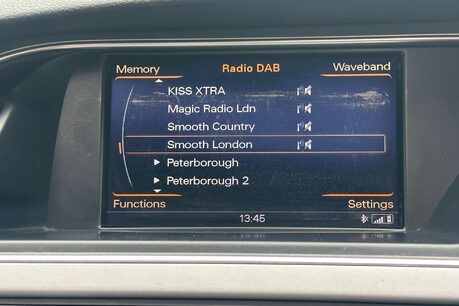 Memory
Radio DAB
Waveband
KISS XTRA
Magic Radio Ldn
Smooth Country
Smooth London
Peterborough
Peterborough 2
Functions
Settings
13:45